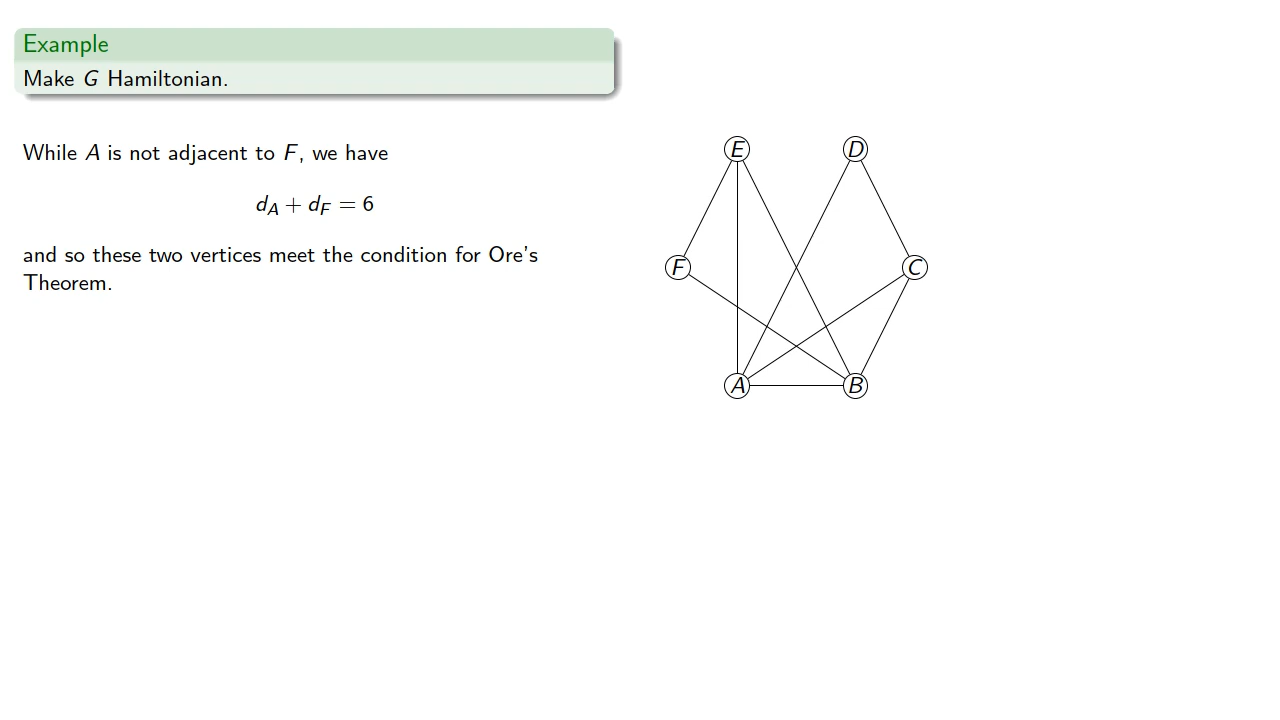 Example
Make G Hamiltonian.
While A is not adjacent to F, we have
d_A + d_F = 6
and so these two vertices meet the condition for Ore's
Theorem.
E D
F C
A B